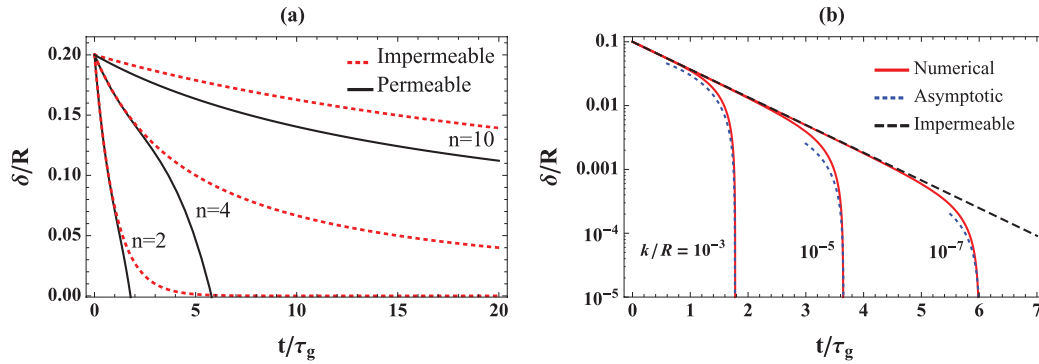 (a)
δ/R
0.20
0.15
0.10
0.05
0.00
0
5
10
15
20
t/τg
Impermeable
Permeable
n=10
n=4
n=2
(b)
δ/R
0.1
0.01
0.001
10⁻⁴
10⁻⁵
0
1
2
3
4
5
6
7
t/τg
Numerical
Asymptotic
Impermeable
k/R = 10⁻³
10⁻⁵
10⁻⁷